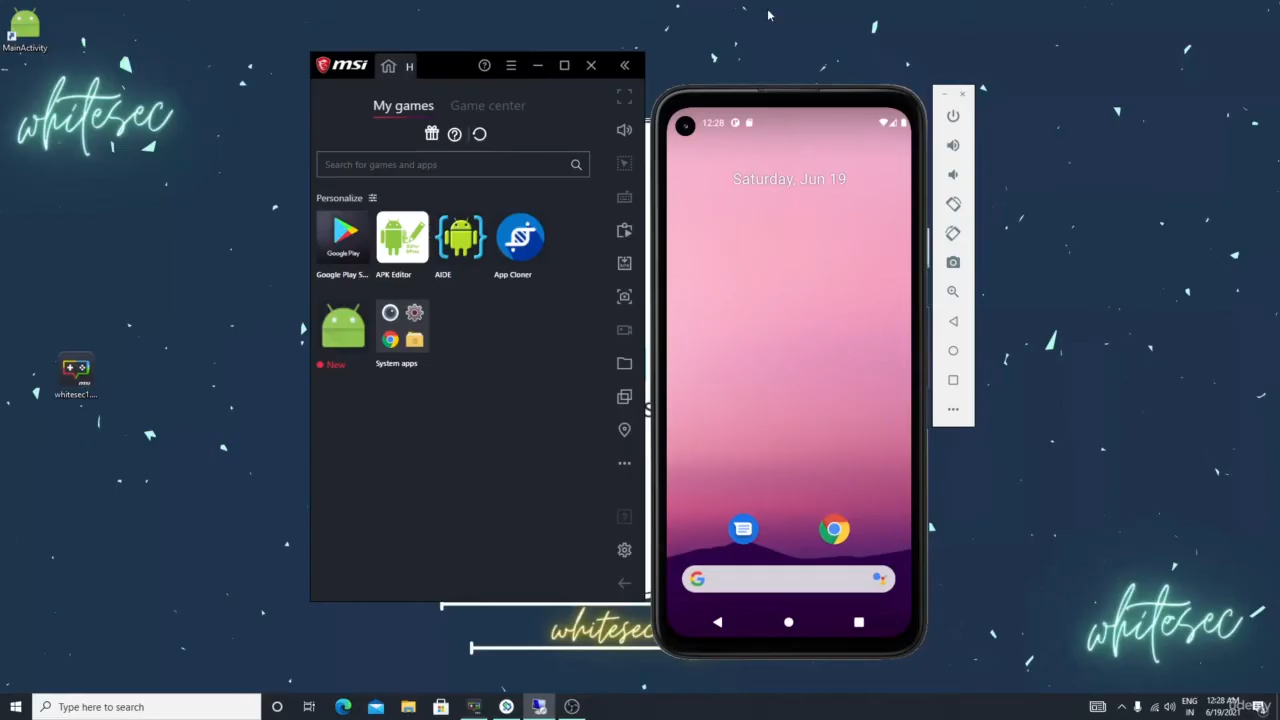 MainActivity
whitesec
msi
H
My games
Game center
Search for games and apps
Personalize
Google Play
Google Play S...
APK Editor
AIDE
App Cloner
New
System apps
whitesec1....
12:28
Saturday, Jun 19
whitesec
whitesec
Type here to search
ENG
IN
12:28 AM
6/19/2021